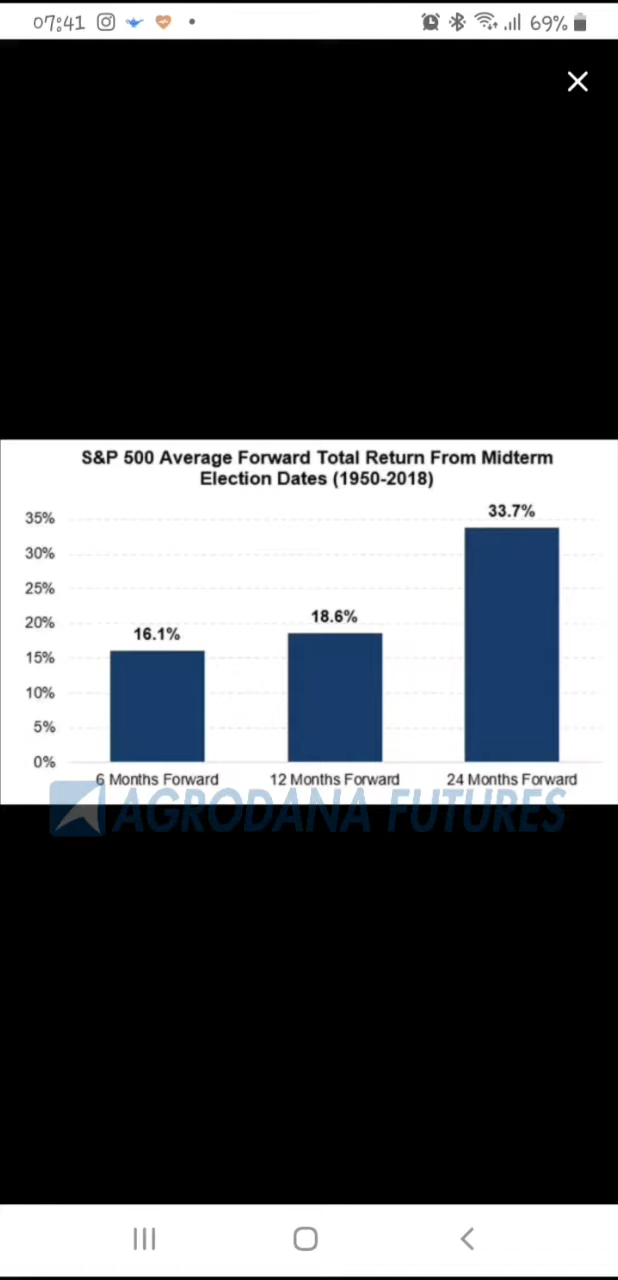 07:41
69%
S&P 500 Average Forward Total Return From Midterm
Election Dates (1950-2018)
35%
30%
25%
20%
15%
10%
5%
0%
16.1%
18.6%
33.7%
6 Months Forward
12 Months Forward
24 Months Forward
AGRODANA FUTURES